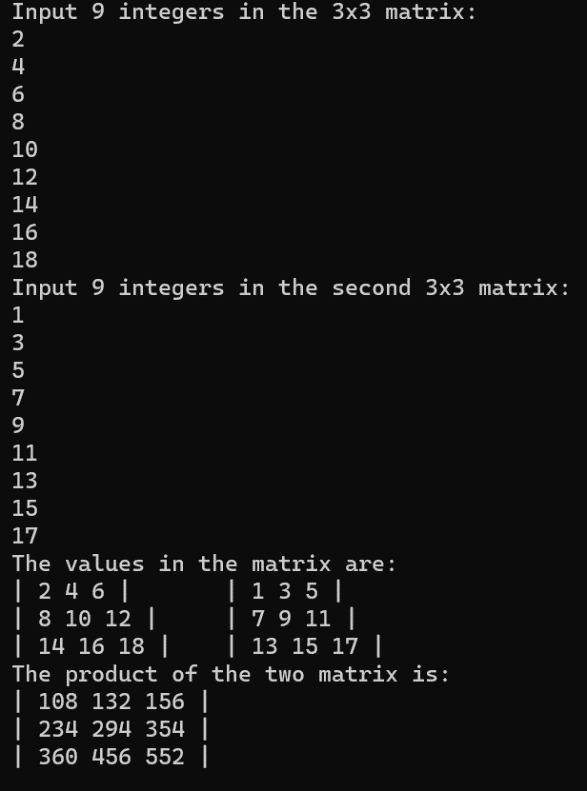 Input 9 integers in the 3x3 matrix:
2
4
6
8
10
12
14
16
18
Input 9 integers in the second 3x3 matrix:
1
3
5
7
9
11
13
15
17
The values in the matrix are:
| 2 4 6 |       | 1 3 5 |
| 8 10 12 |     | 7 9 11 |
| 14 16 18 |    | 13 15 17 |
The product of the two matrix is:
| 108 132 156 |
| 234 294 354 |
| 360 456 552 |